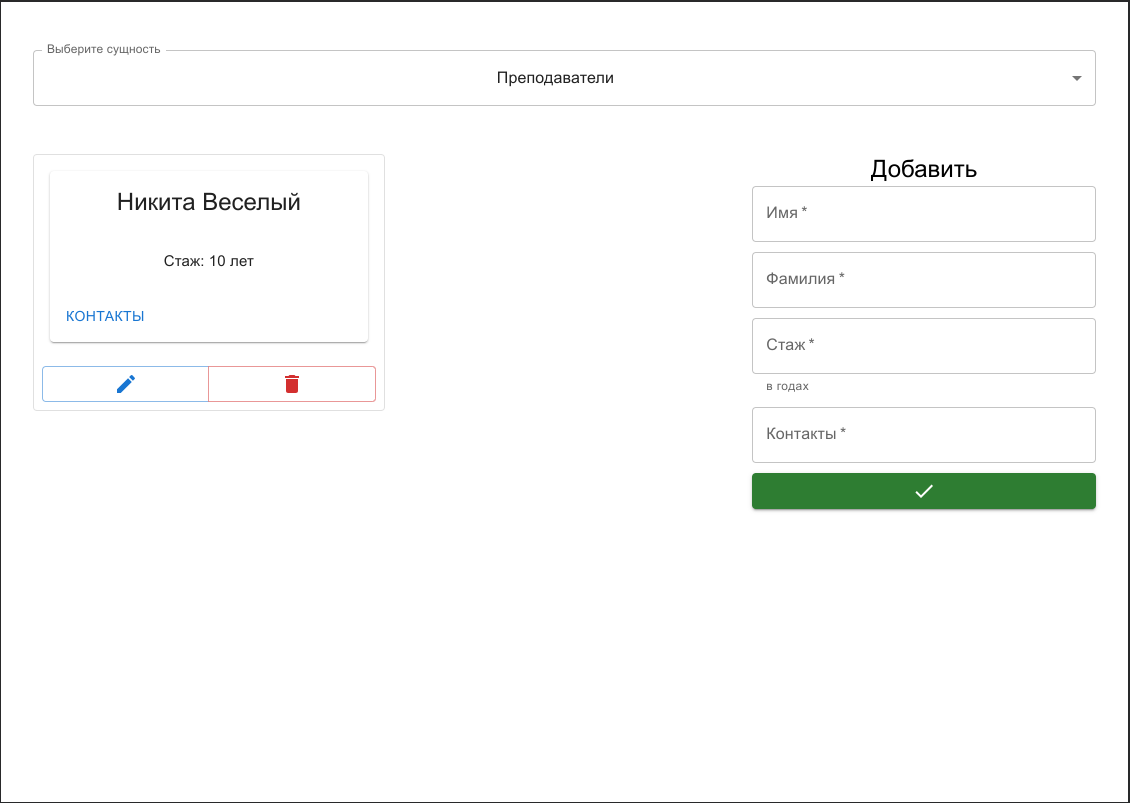 Выберите сущность
Преподаватели
Никита Веселый
Стаж: 10 лет
КОНТАКТЫ
Добавить
Имя *
Фамилия *
Стаж *
в годах
Контакты *